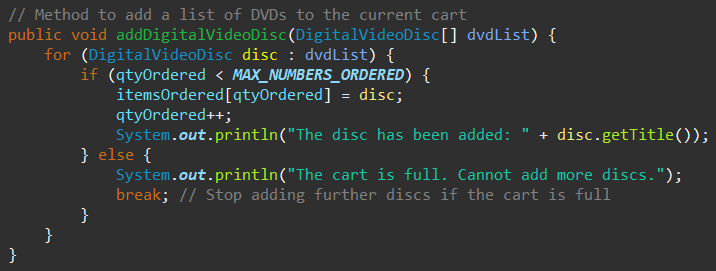 // Method to add a list of DVDs to the current cart
public void addDigitalVideoDisc(DigitalVideoDisc[] dvdList) {
    for (DigitalVideoDisc disc : dvdList) {
        if (qtyOrdered < MAX_NUMBERS_ORDERED) {
            itemsOrdered[qtyOrdered] = disc;
            qtyOrdered++;
            System.out.println("The disc has been added: " + disc.getTitle());
        } else {
            System.out.println("The cart is full. Cannot add more discs.");
            break; // Stop adding further discs if the cart is full
        }
    }
}